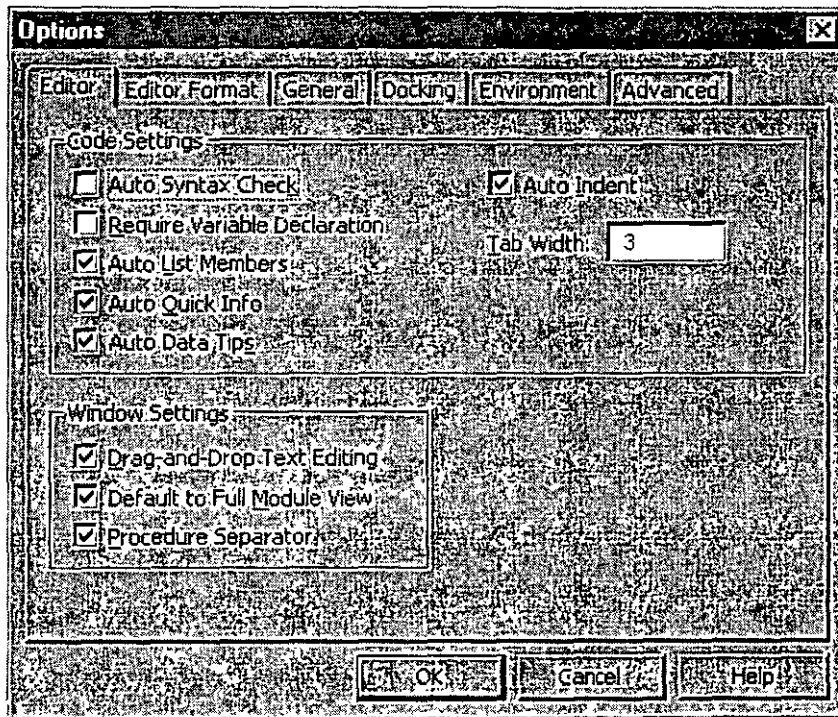 Options
Editor Editor Format General Docking Environment Advanced
Code Settings
Auto Syntax Check
Require Variable Declaration
Auto List Members
Auto Quick Info
Auto Data Tips
Auto Indent
Tab Width: 3
Window Settings
Drag-and-Drop Text Editing
Default to Full Module View
Procedure Separator
OK Cancel Help